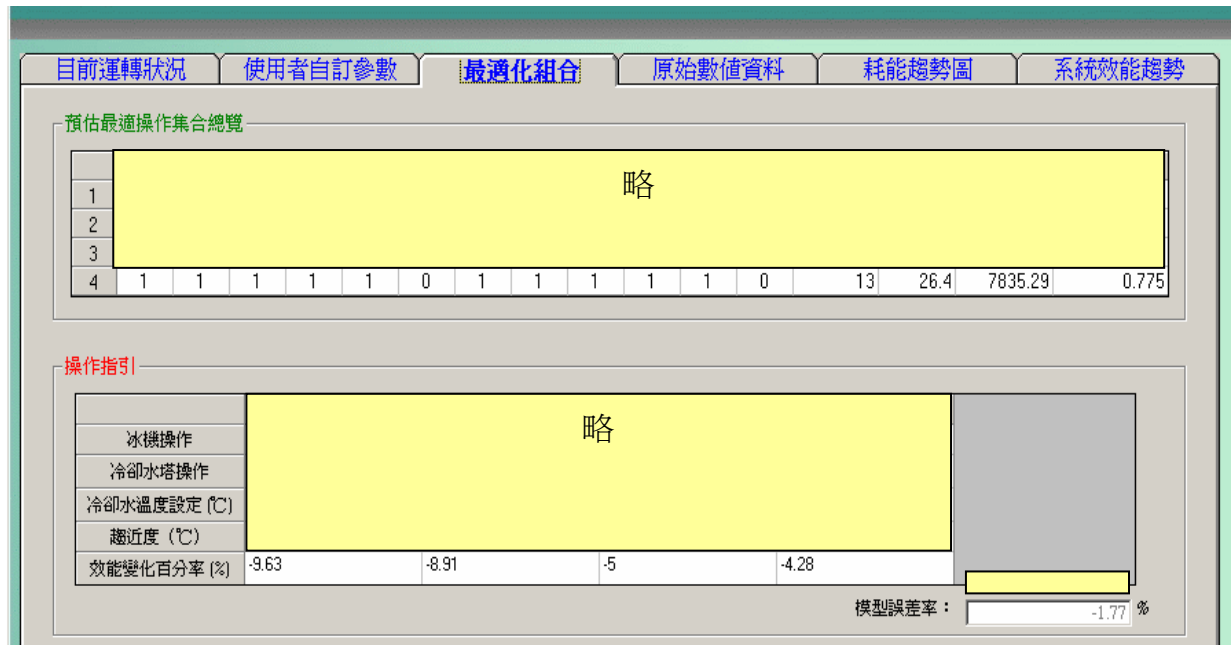 目前運轉狀況 使用者自訂參數 最適化組合 原始數值資料 耗能趨勢圖 系統效能趨勢
預估最適操作集合總覽
略
1
2
3
4 1 1 1 1 1 0 1 1 1 1 1 0 13 26.4 7835.29 0.775
操作指引
略
冰機操作
冷卻水塔操作
冷卻水溫度設定 (℃)
趨近度 (℃)
效能變化百分率 (%) -9.63 -8.91 -5 -4.28
模型誤差率： -1.77 %